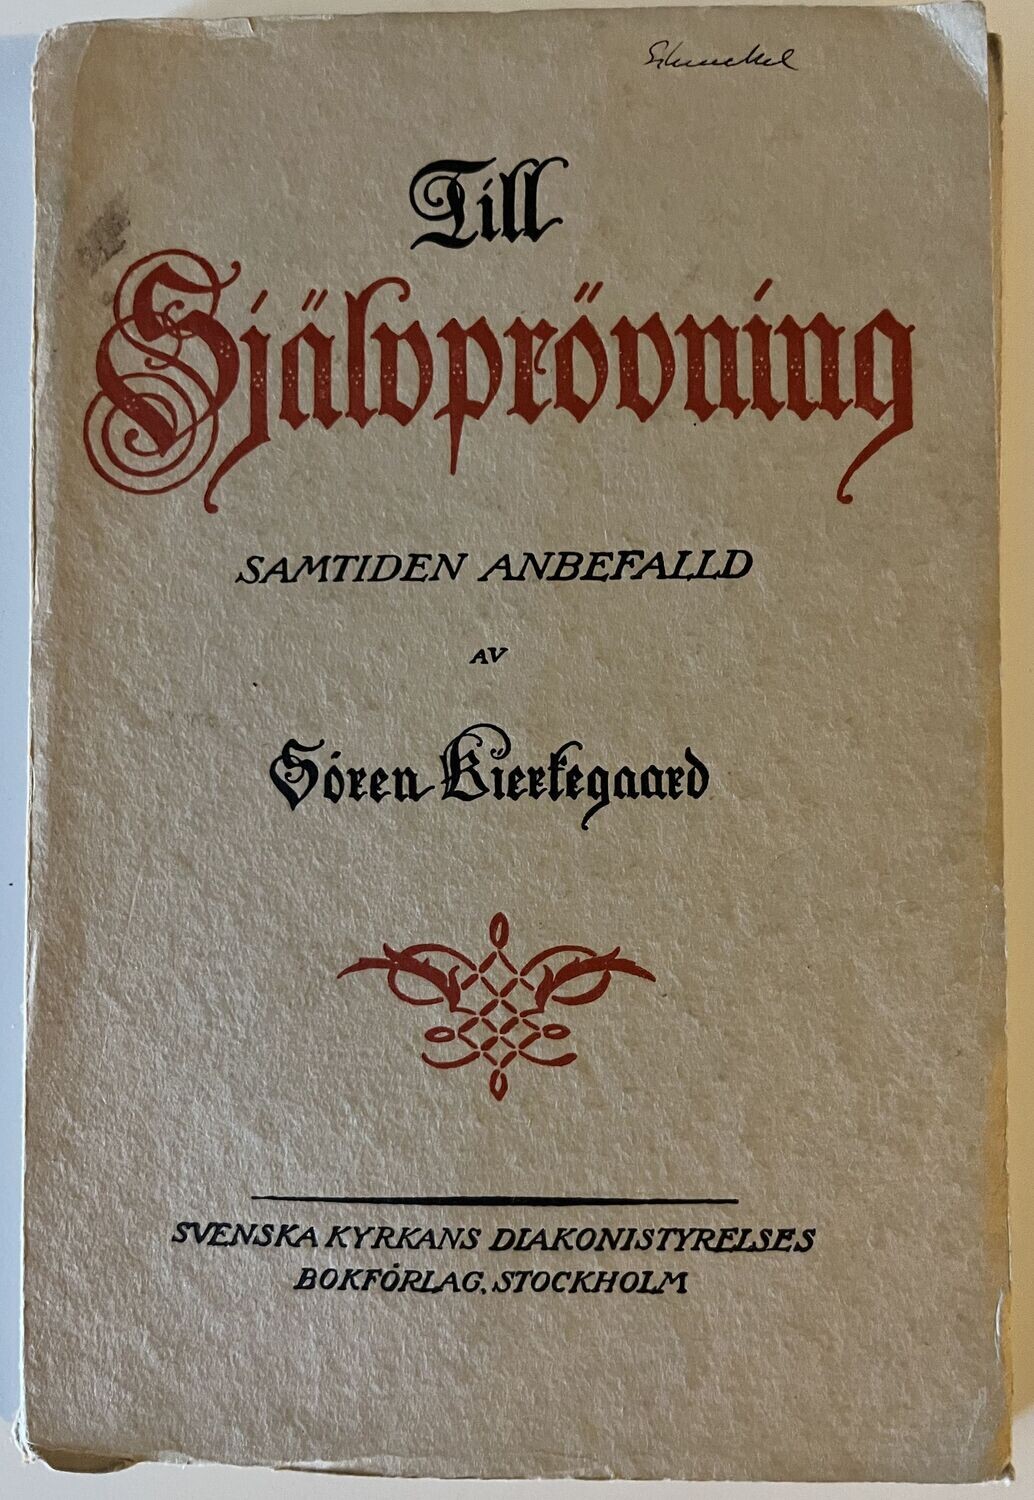 Till
Självprövning
SAMTIDEN ANBEFALLD
AV
Sören Kierkegaard
SVENSKA KYRKANS DIAKONISTYRELSES
BOKFÖRLAG, STOCKHOLM